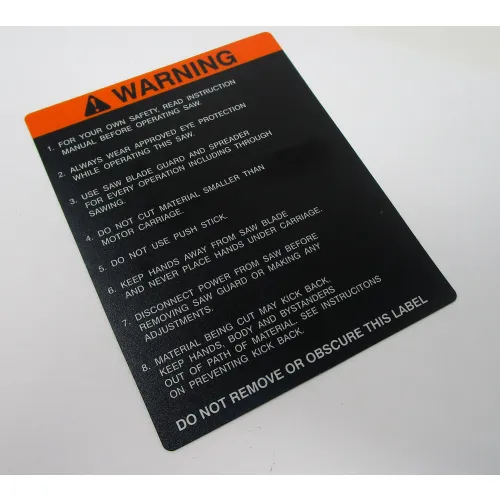 WARNING
1. FOR YOUR OWN SAFETY, READ INSTRUCTION
MANUAL BEFORE OPERATING SAW.
2. ALWAYS WEAR APPROVED EYE PROTECTION
WHILE OPERATING THIS SAW.
3. USE SAW BLADE GUARD AND SPREADER
FOR EVERY OPERATION INCLUDING THROUGH
SAWING.
4. DO NOT CUT MATERIAL SMALLER THAN
MOTOR CARRIAGE.
5. DO NOT USE PUSH STICK.
6. KEEP HANDS AWAY FROM SAW BLADE
AND NEVER PLACE HANDS UNDER CARRIAGE.
7. DISCONNECT POWER FROM SAW BEFORE
REMOVING SAW GUARD OR MAKING ANY
ADJUSTMENTS.
8. MATERIAL BEING CUT MAY KICK BACK.
KEEP HANDS, BODY AND BYSTANDERS
OUT OF PATH OF MATERIAL. SEE INSTRUCITONS
ON PREVENTING KICK BACK.
DO NOT REMOVE OR OBSCURE THIS LABEL